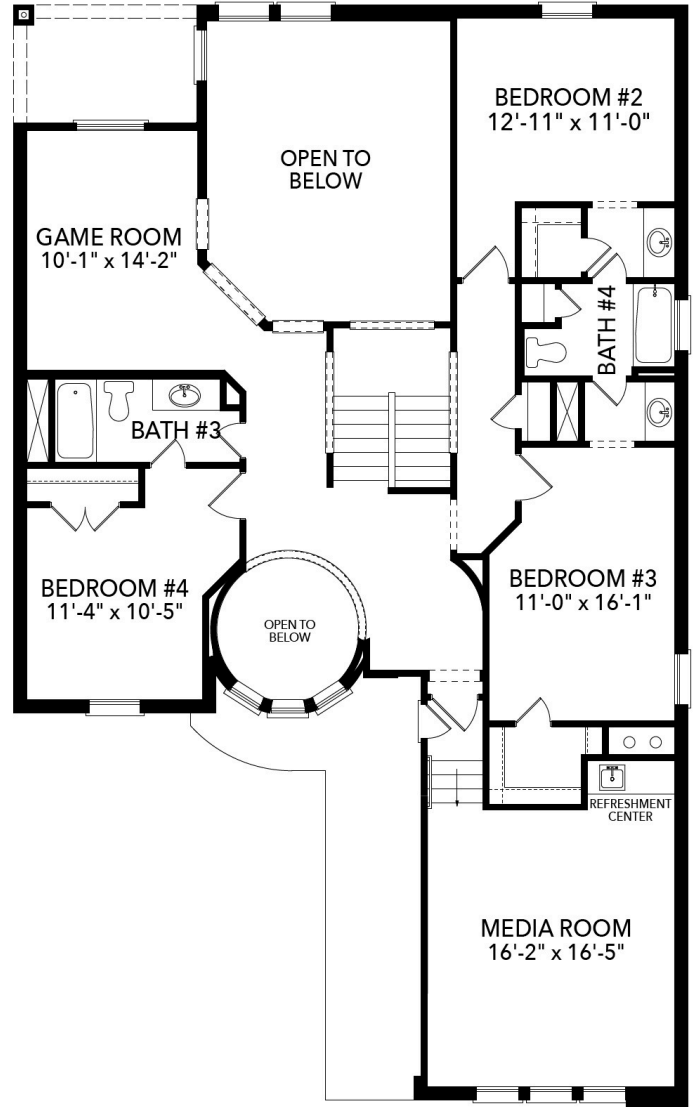 BEDROOM #2
12'-11" x 11'-0"
OPEN TO
BELOW
GAME ROOM
10'-1" x 14'-2"
BATH #4
BATH #3
BEDROOM #4
11'-4" x 10'-5"
OPEN TO
BELOW
BEDROOM #3
11'-0" x 16'-1"
REFRESHMENT
CENTER
MEDIA ROOM
16'-2" x 16'-5"